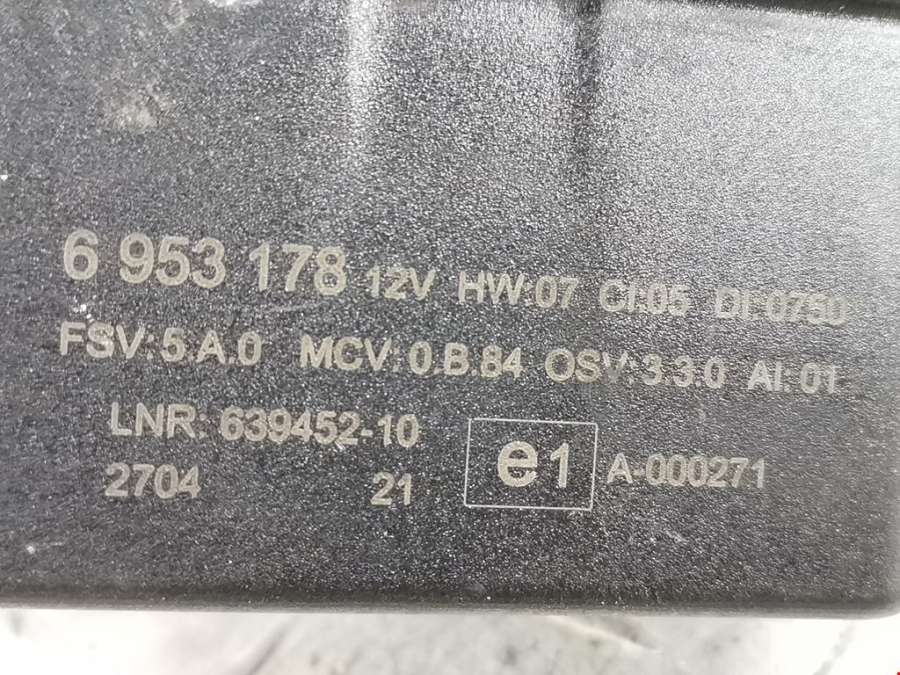 6 953 178 12V HW:07 CI:05 DI:0750
FSV:5.A.0 MCV:0.B.84 OSV:3.3.0 AI:01
LNR: 639452-10
2704 21 e1 A-000271